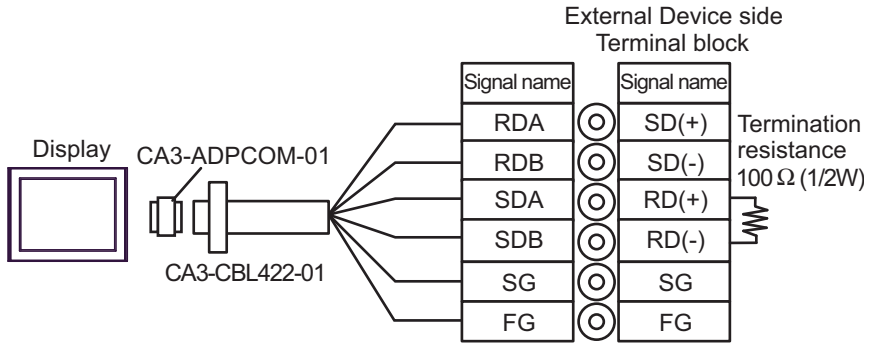 External Device side
Terminal block
Signal name Signal name
RDA SD(+)
RDB SD(-)
SDA RD(+)
SDB RD(-)
SG SG
FG FG
Display
CA3-ADPCOM-01
CA3-CBL422-01
Termination
resistance
100 Ω (1/2W)